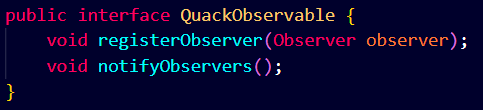 public interface QuackObservable {
    void registerObserver(Observer observer);
    void notifyObservers();
}